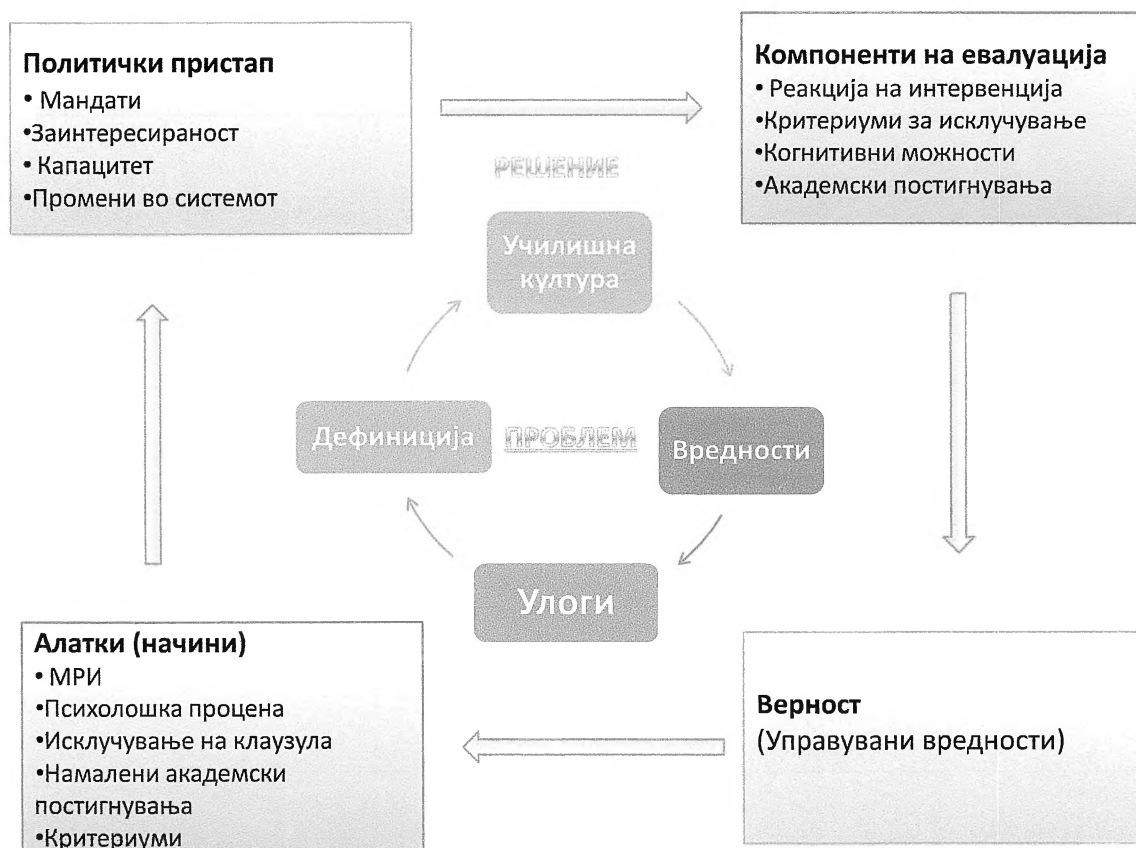 Политички пристап
• Мандати
•Заинтересираност
• Капацитет
•Промени во системот
Компоненти на евалуација
• Реакција на интервенција
•Критериуми за исклучување
•Когнитивни можности
•Академски постигнувања
РЕШЕНИЕ
Училишна
култура
Дефиниција
ПРОБЛЕМ
Вредности
Улоги
Алатки (начини)
• МРИ
•Психолошка процена
•Исклучување на клаузула
•Намалени академски
постигнувања
•Критериуми
Верност
(Управувани вредности)